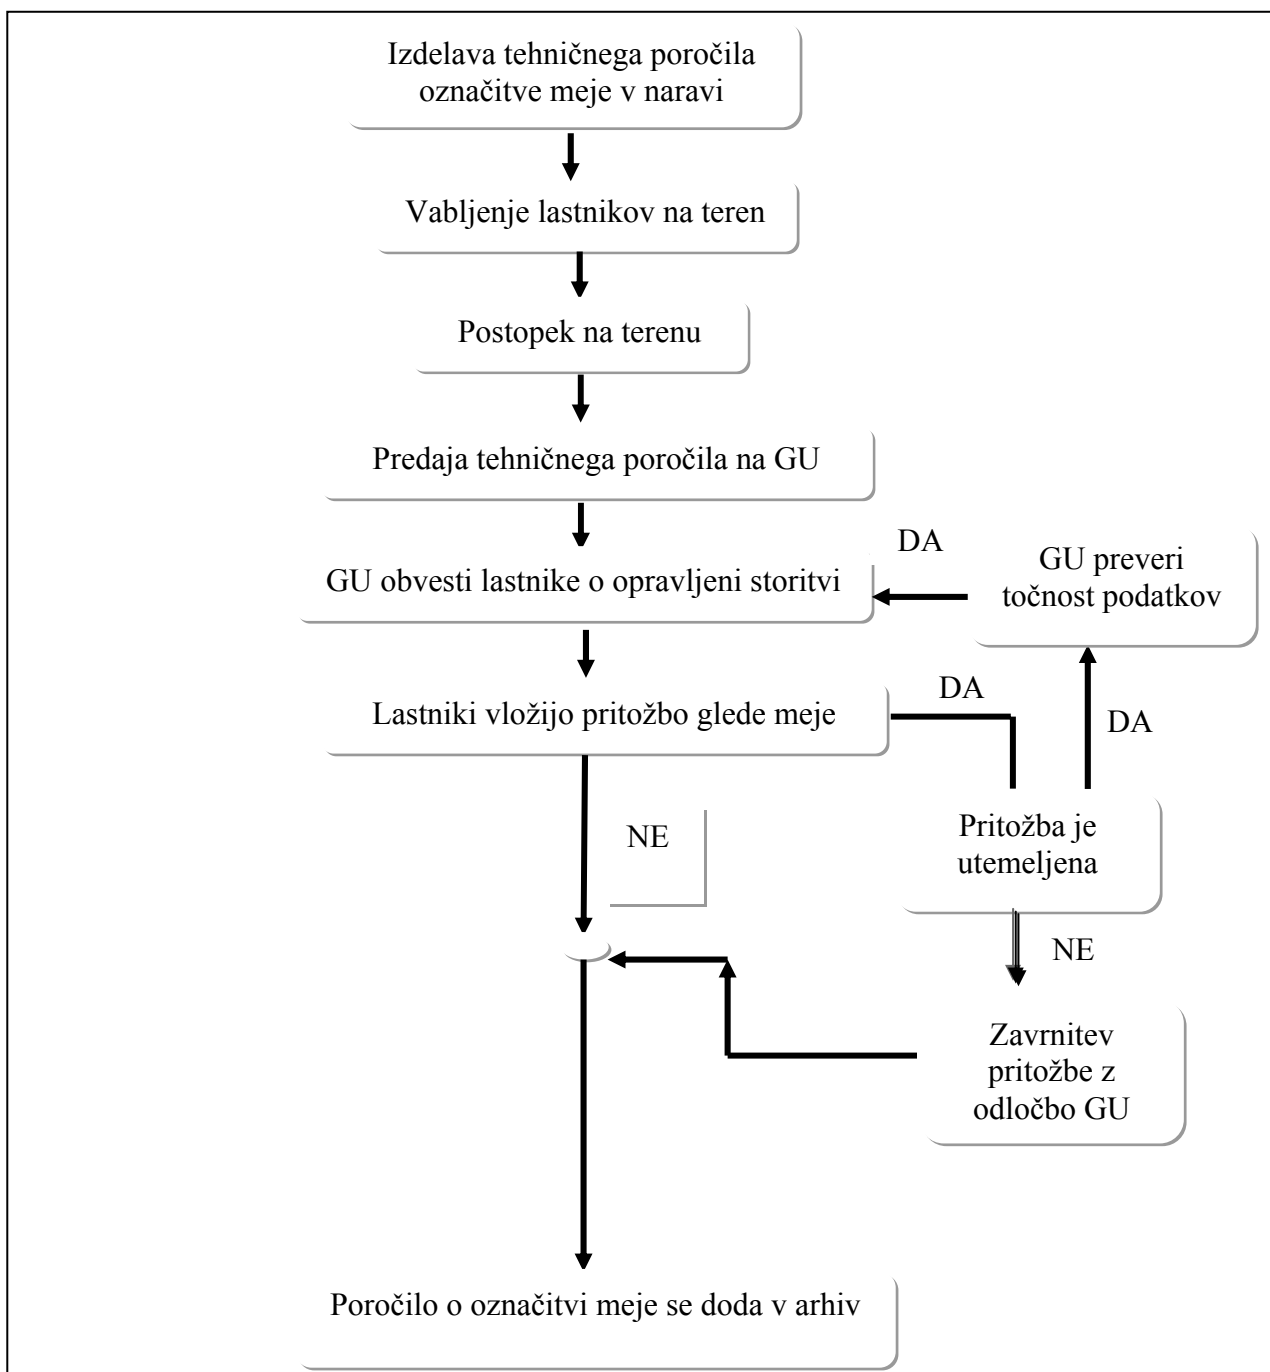 Izdelava tehničnega poročila
označitve meje v naravi
Vabljenje lastnikov na teren
Postopek na terenu
Predaja tehničnega poročila na GU
GU obvesti lastnike o opravljeni storitvi
DA
GU preveri
točnost podatkov
Lastniki vložijo pritožbo glede meje
DA
DA
NE
Pritožba je
utemeljena
NE
Zavrnitev
pritožbe z
odločbo GU
Poročilo o označitvi meje se doda v arhiv